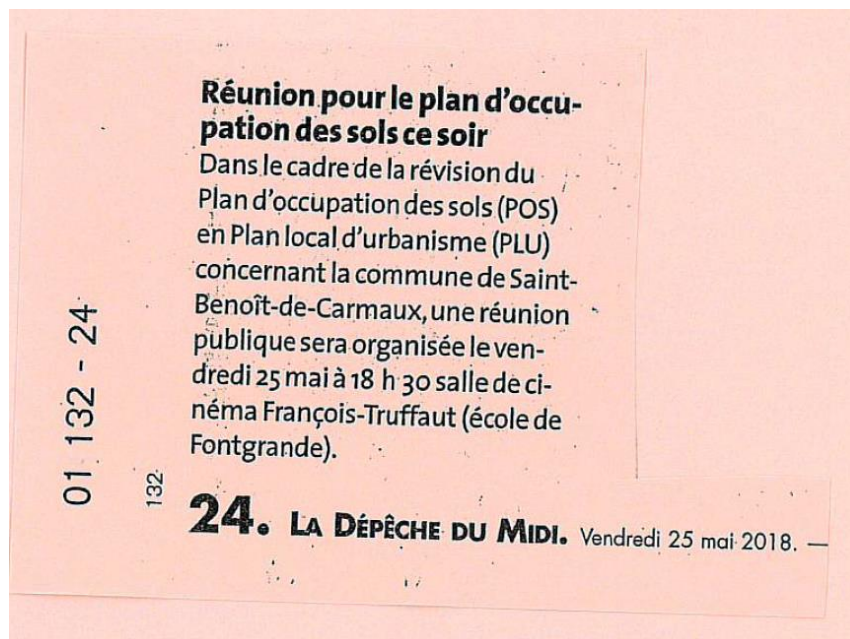 Réunion pour le plan d'occu-
pation des sols ce soir
Dans le cadre de la révision du
Plan d'occupation des sols (POS)
en Plan local d'urbanisme (PLU)
concernant la commune de Saint-
Benoît-de-Carmaux, une réunion
publique sera organisée le ven-
dredi 25 mai à 18 h 30 salle de ci-
néma François-Truffaut (école de
Fontgrande).
01 132 - 24
132
24. LA DÉPÊCHE DU MIDI. Vendredi 25 mai 2018. —